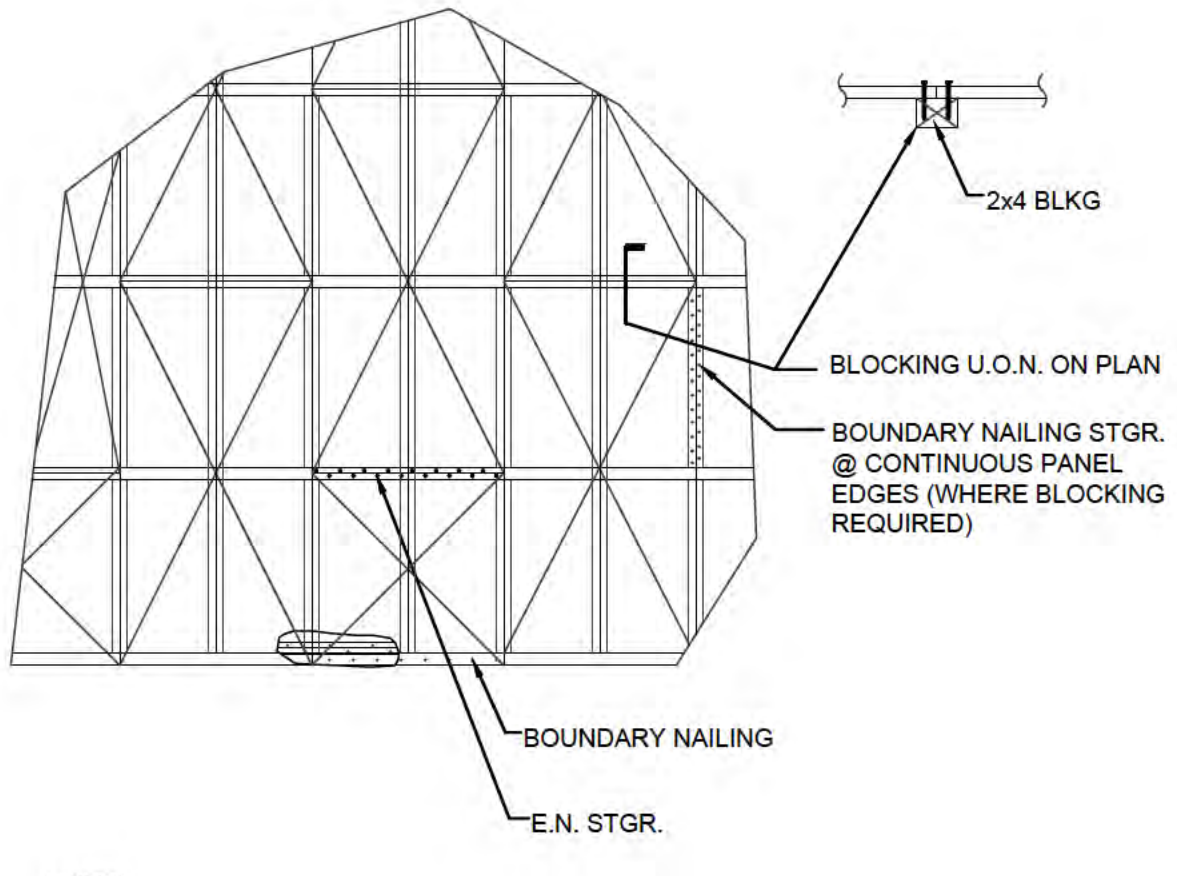 2x4 BLKG
BLOCKING U.O.N. ON PLAN
BOUNDARY NAILING STGR.
@ CONTINUOUS PANEL
EDGES (WHERE BLOCKING
REQUIRED)
BOUNDARY NAILING
E.N. STGR.